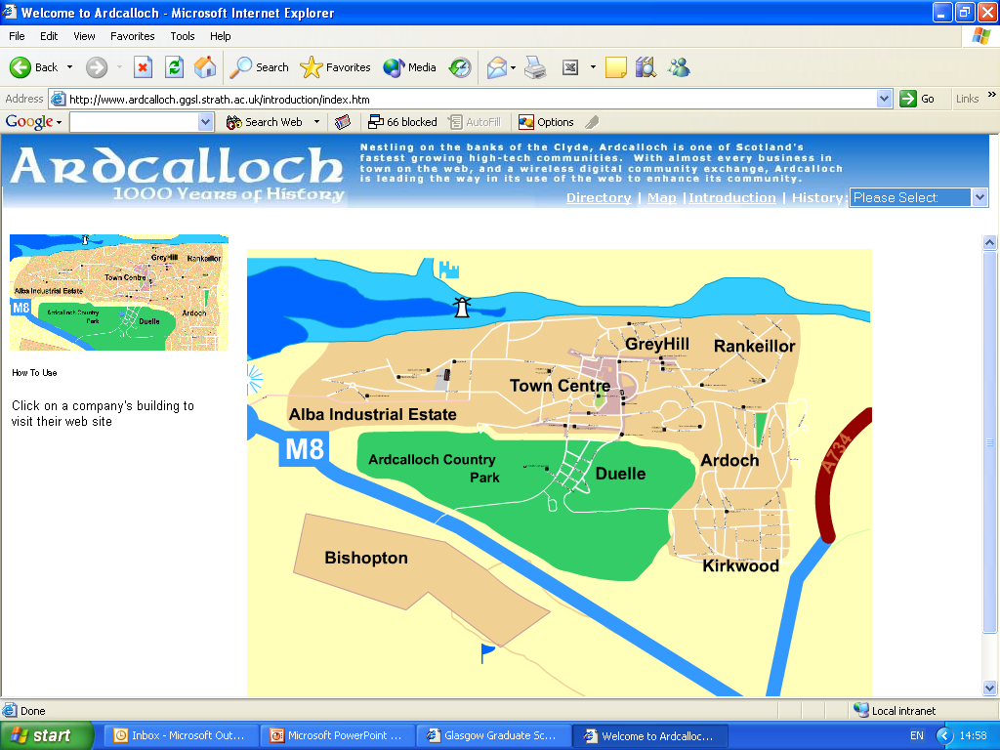 Welcome to Ardcalloch - Microsoft Internet Explorer
File Edit View Favorites Tools Help
Back Search Favorites Media
Address http://www.ardcalloch.ggsl.strath.ac.uk/introduction/index.htm Go Links »
Google Search Web 66 blocked AutoFill Options
Ardcalloch
1000 Years of History
Nestling on the banks of the Clyde, Ardcalloch is one of Scotland's
fastest growing high-tech communities. With almost every business in
town on the web, and a wireless digital community exchange, Ardcalloch
is leading the way in its use of the web to enhance its community.
Directory | Map |Introduction | History: Please Select:
GreyHill
Rankeillor
Town Centre
Alba Industrial Estate
M8
Ardcalloch Country
Park
Duelle
Ardoch
How To Use
Click on a company's building to
visit their web site
GreyHill
Rankeillor
Town Centre
Alba Industrial Estate
M8
Ardcalloch Country
Park
Duelle
Ardoch
A734
Bishopton
Kirkwood
Done Local intranet
start Inbox - Microsoft Out... Microsoft PowerPoint ... Glasgow Graduate Sc... Welcome to Ardcalloc... EN 14:58